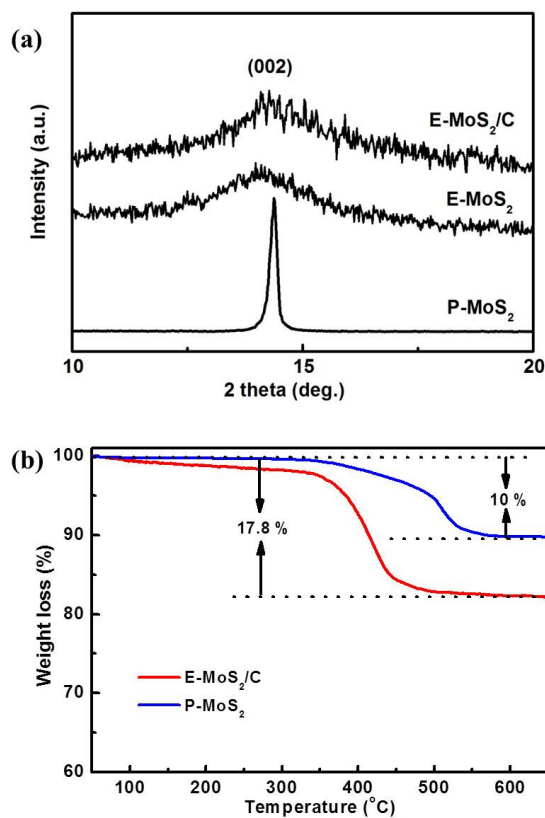 (a)
(002)
E-MoS₂/C
E-MoS₂
P-MoS₂
Intensity (a.u.)
10 15 20
2 theta (deg.)
(b)
100
90
80
70
60
17.8 %
10 %
E-MoS₂/C
P-MoS₂
Weight loss (%)
100 200 300 400 500 600
Temperature (°C)